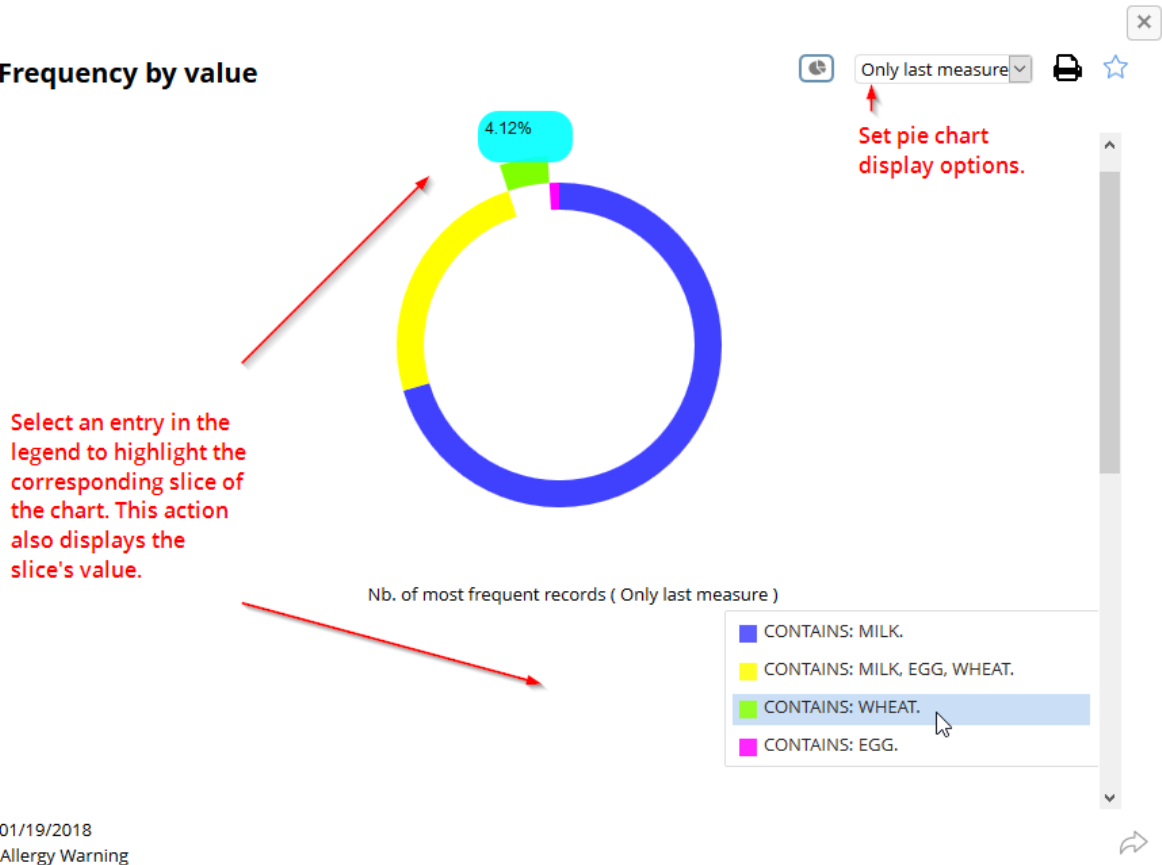 Frequency by value
Only last measure
4.12%
Set pie chart
display options.
Select an entry in the
legend to highlight the
corresponding slice of
the chart. This action
also displays the
slice's value.
Nb. of most frequent records ( Only last measure )
CONTAINS: MILK.
CONTAINS: MILK, EGG, WHEAT.
CONTAINS: WHEAT.
CONTAINS: EGG.
01/19/2018
Allergy Warning